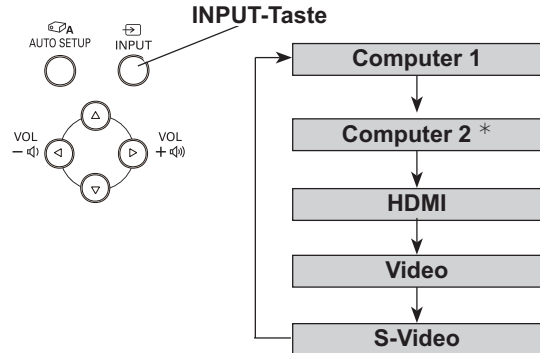 INPUT-Taste
A
AUTO SETUP
INPUT
VOL
−
VOL
+
Computer 1
Computer 2 *
HDMI
Video
S-Video